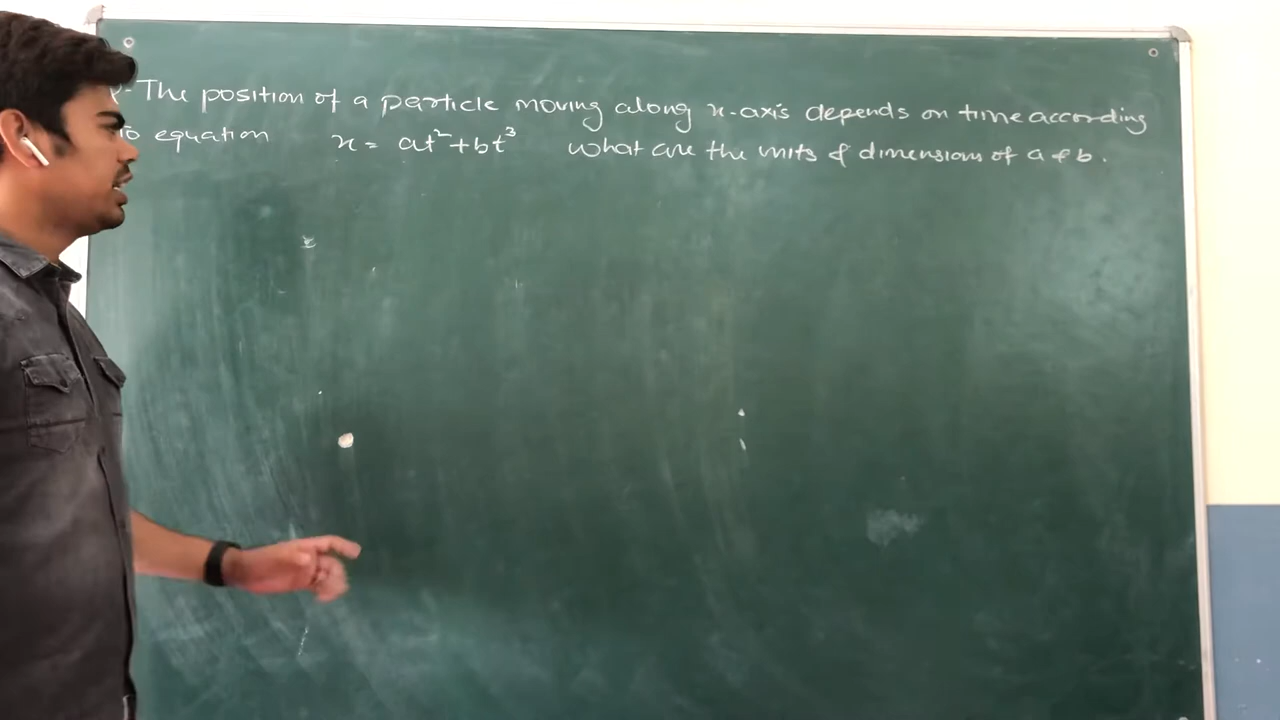 Q- The position of a particle moving along x-axis depends on time according
to equation x = at²+bt³ what are the units & dimensions of a & b.